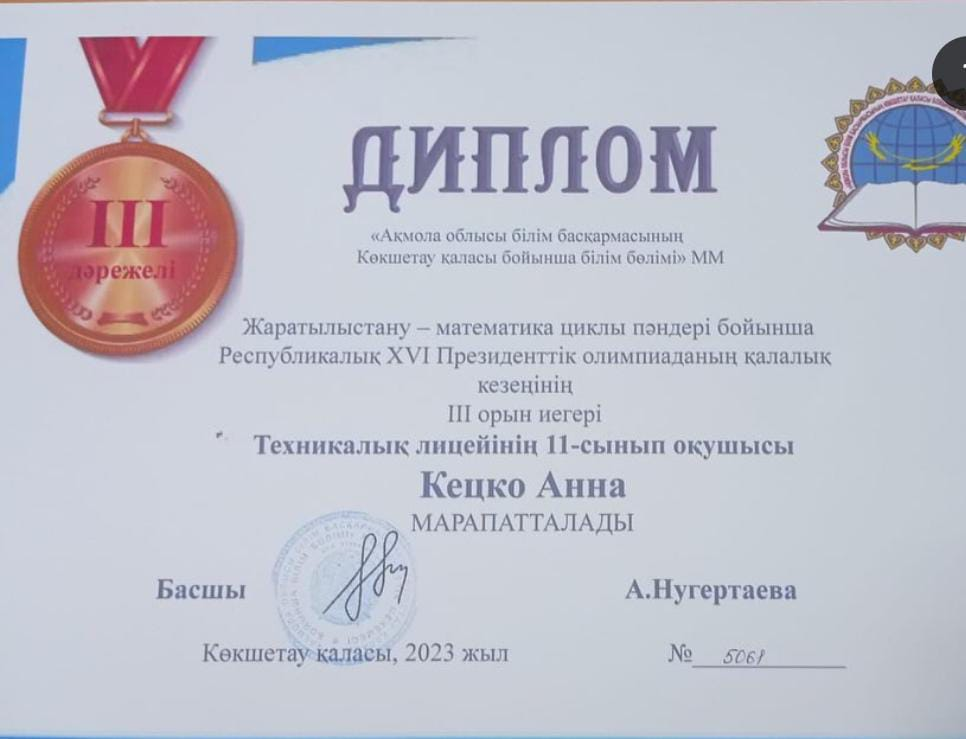 ДИПЛОМ
«Ақмола облысы білім басқармасының
Көкшетау қаласы бойынша білім бөлімі» ММ
III
дәрежелі
Жаратылыстану – математика циклы пәндері бойынша
Республикалық XVI Президенттік олимпиаданың қалалық
кезеңінің
III орын иегері
Техникалық лицейінің 11-сынып оқушысы
Кецко Анна
МАРАПАТТАЛАДЫ
Басшы
А.Нугертаева
Көкшетау қаласы, 2023 жыл
№ 5061